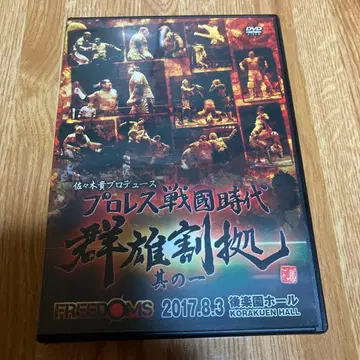 DVD
VIDEO
佐々木貴プロデュース
プロレス戦國時代
群雄割拠
其の一
FREEDOMS 2017.8.3 後楽園ホール
KORAKUEN HALL